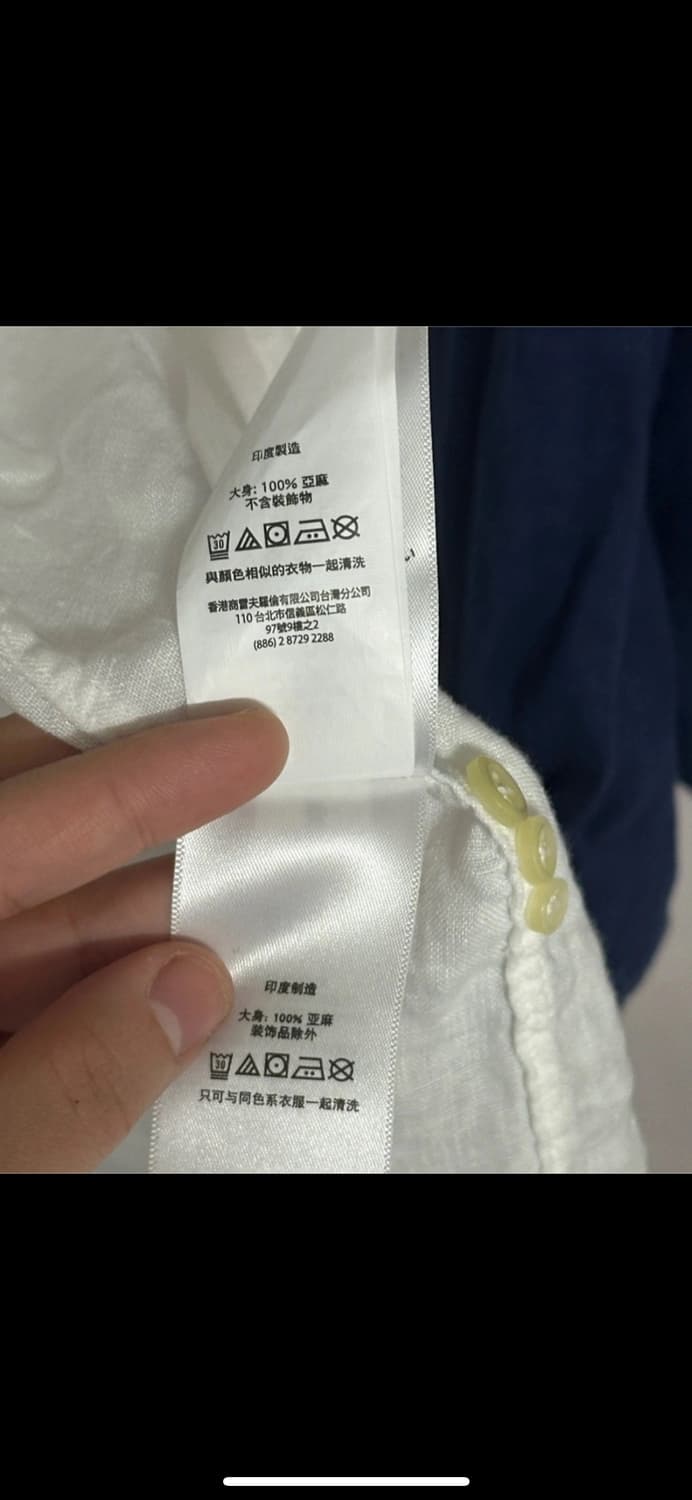 印度製造
大身: 100% 亞麻
不含裝飾物
30
與顏色相似的衣物一起清洗
香港商雷夫羅倫有限公司台灣分公司
110 台北市信義區松仁路
97號9樓之2
(886) 2 8729 2288
印度制造
大身: 100% 亚麻
装饰品除外
30
只可与同色系衣服一起清洗